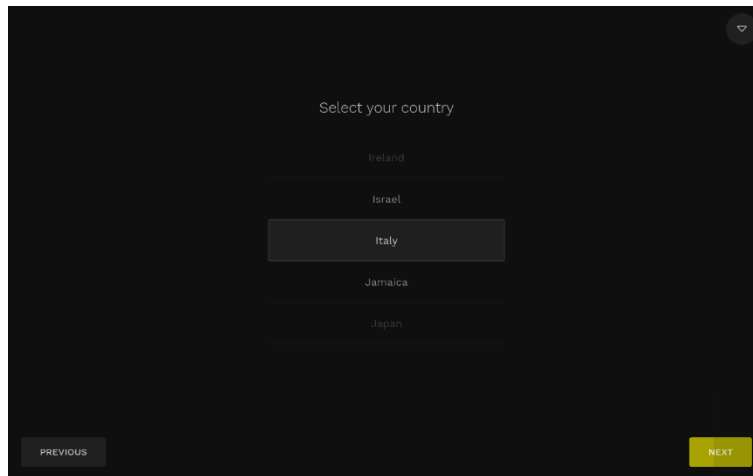 Select your country
Ireland
Israel
Italy
Jamaica
Japan
PREVIOUS
NEXT